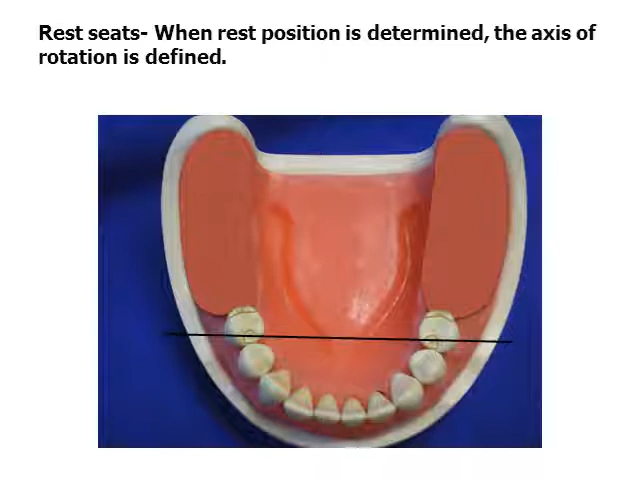 Rest seats- When rest position is determined, the axis of
rotation is defined.